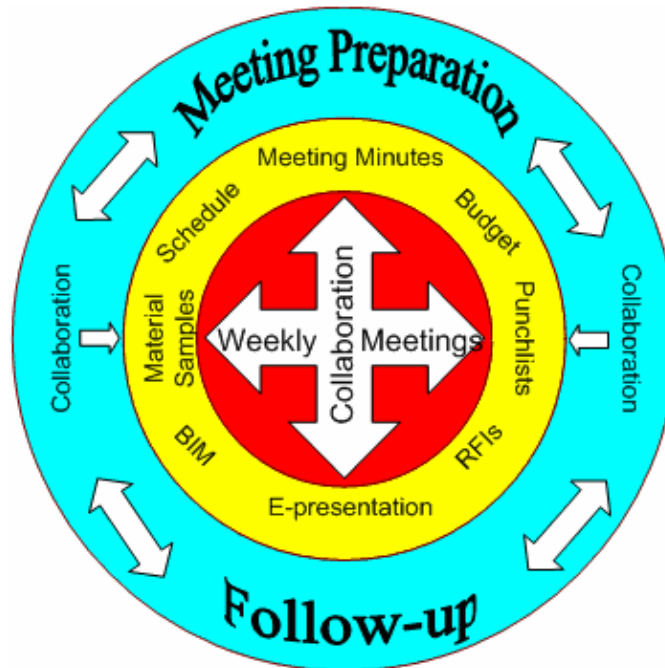 Meeting Preparation
Meeting Minutes
Schedule
Budget
Collaboration
Material
Samples
Weekly
Collaboration
Meetings
Punchlists
Collaboration
BIM
RFIs
E-presentation
Follow-up